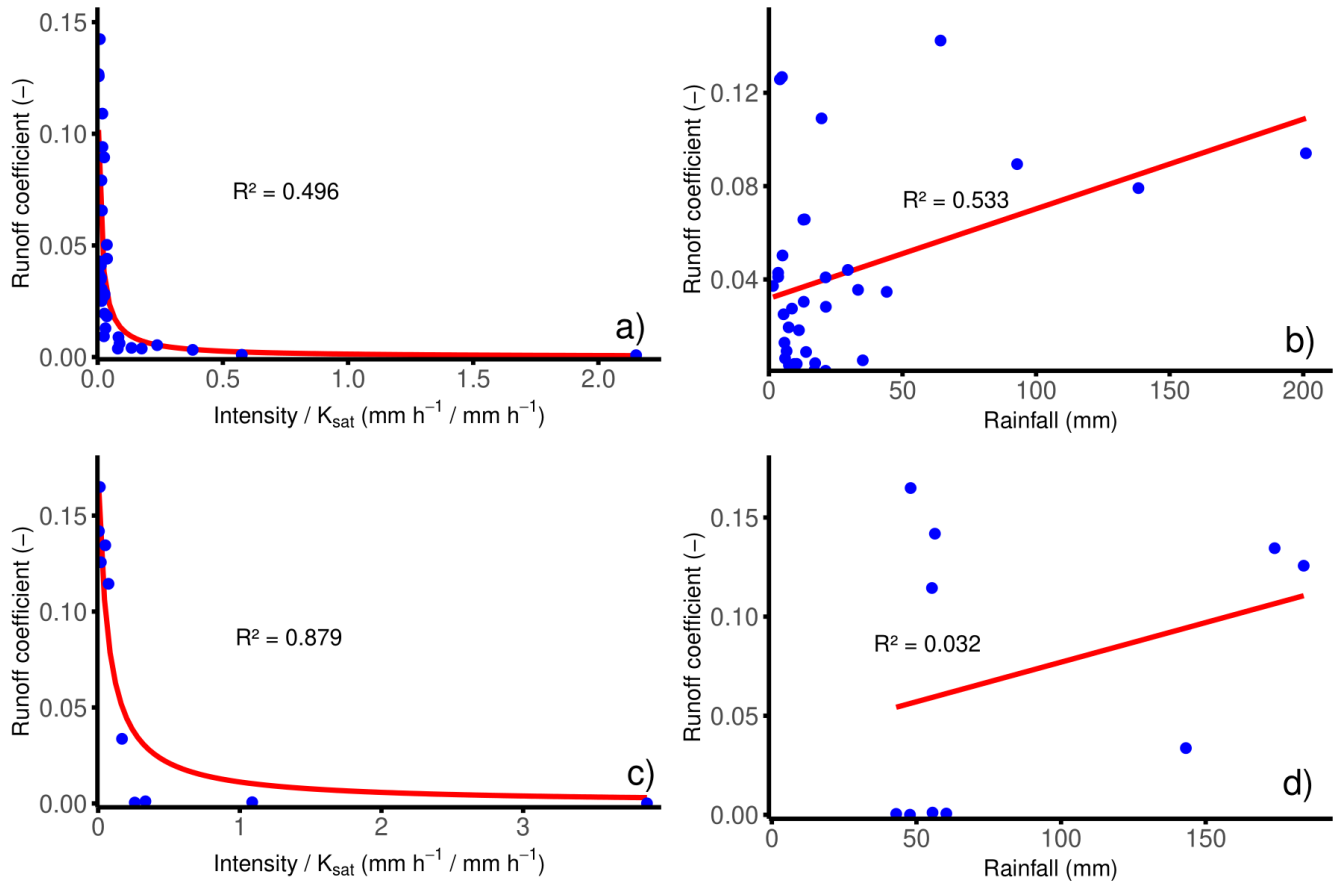 0.15
0.10
0.05
0.00
Runoff coefficient (−)
R² = 0.496
a)
0.0
0.5
1.0
1.5
2.0
Intensity / Ksat (mm h−1 / mm h−1)
0.12
0.08
0.04
Runoff coefficient (−)
R² = 0.533
b)
0
50
100
150
200
Rainfall (mm)
0.15
0.10
0.05
0.00
Runoff coefficient (−)
R² = 0.879
c)
0
1
2
3
Intensity / Ksat (mm h−1 / mm h−1)
0.15
0.10
0.05
0.00
Runoff coefficient (−)
R² = 0.032
d)
0
50
100
150
Rainfall (mm)